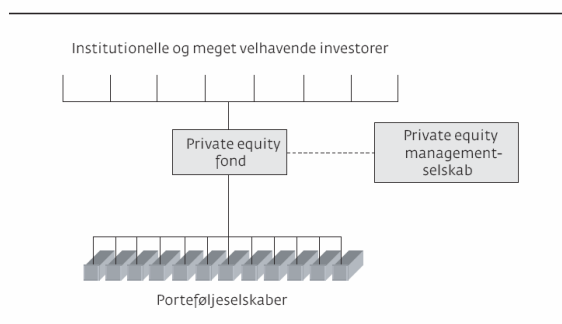 Institutionelle og meget velhavende investorer
Private equity
fond
Private equity
management-
selskab
Porteføljeselskaber